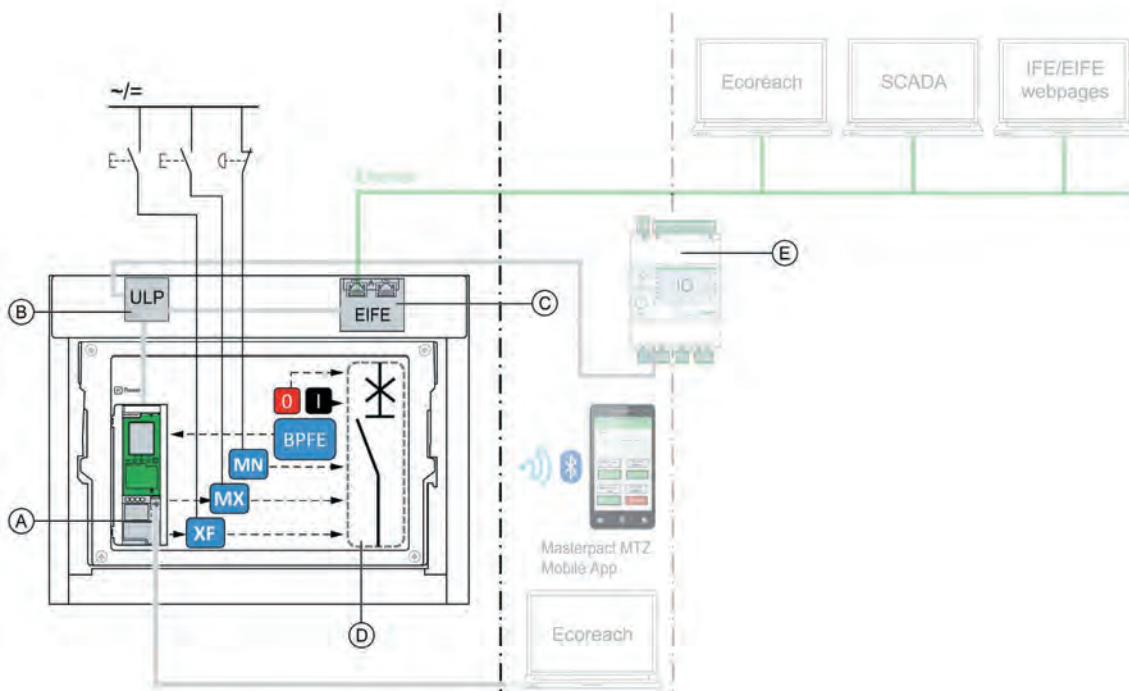 Ecoreach
SCADA
IFE/EIFE
webpages
~/=
Ethernet
E
IO
ULP
B
EIFE
C
0
I
BPFE
MN
MX
A
XF
Masterpact MTZ
Mobile App
D
Ecoreach